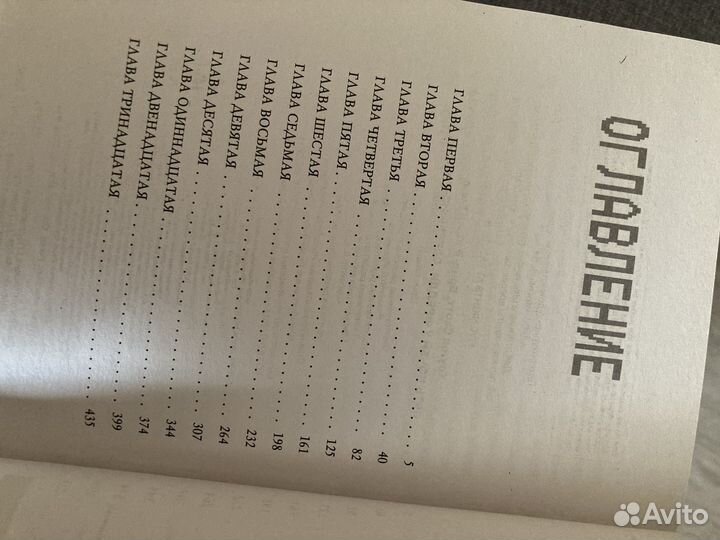 ОГЛАВЛЕНИЕ
ГЛАВА ПЕРВАЯ . . . . . . . . . . . . . . . . . . . . 5
ГЛАВА ВТОРАЯ . . . . . . . . . . . . . . . . . . . . 40
ГЛАВА ТРЕТЬЯ . . . . . . . . . . . . . . . . . . . . 82
ГЛАВА ЧЕТВЕРТАЯ . . . . . . . . . . . . . . . . . . 125
ГЛАВА ПЯТАЯ . . . . . . . . . . . . . . . . . . . . 161
ГЛАВА ШЕСТАЯ . . . . . . . . . . . . . . . . . . . . 198
ГЛАВА СЕДЬМАЯ . . . . . . . . . . . . . . . . . . . 232
ГЛАВА ВОСЬМАЯ . . . . . . . . . . . . . . . . . . . 264
ГЛАВА ДЕВЯТАЯ . . . . . . . . . . . . . . . . . . . 307
ГЛАВА ДЕСЯТАЯ . . . . . . . . . . . . . . . . . . . 344
ГЛАВА ОДИННАДЦАТАЯ . . . . . . . . . . . . . . . 374
ГЛАВА ДВЕНАДЦАТАЯ . . . . . . . . . . . . . . . . 399
ГЛАВА ТРИНАДЦАТАЯ . . . . . . . . . . . . . . . . 435
Avito